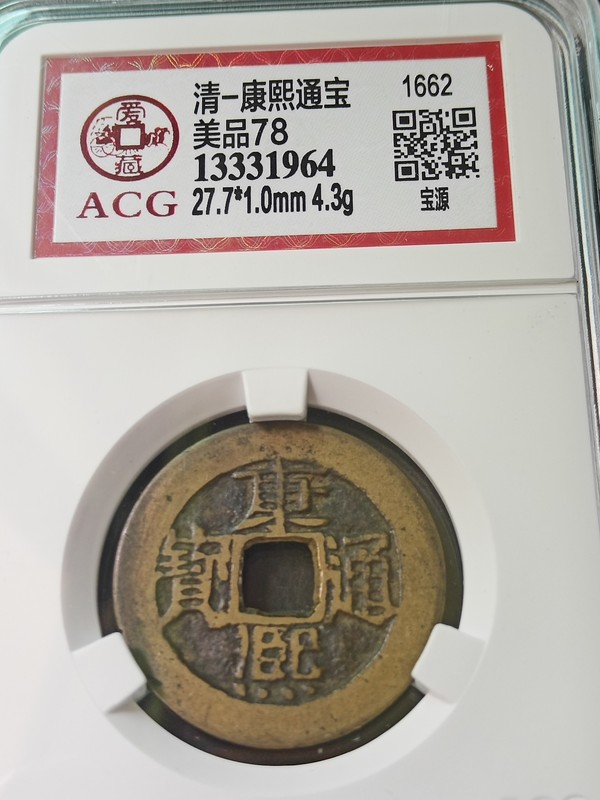 清-康熙通宝
1662
美品78
13331964
27.7*1.0mm 4.3g
宝源
爱
藏
ACG
康
寶 通
熙